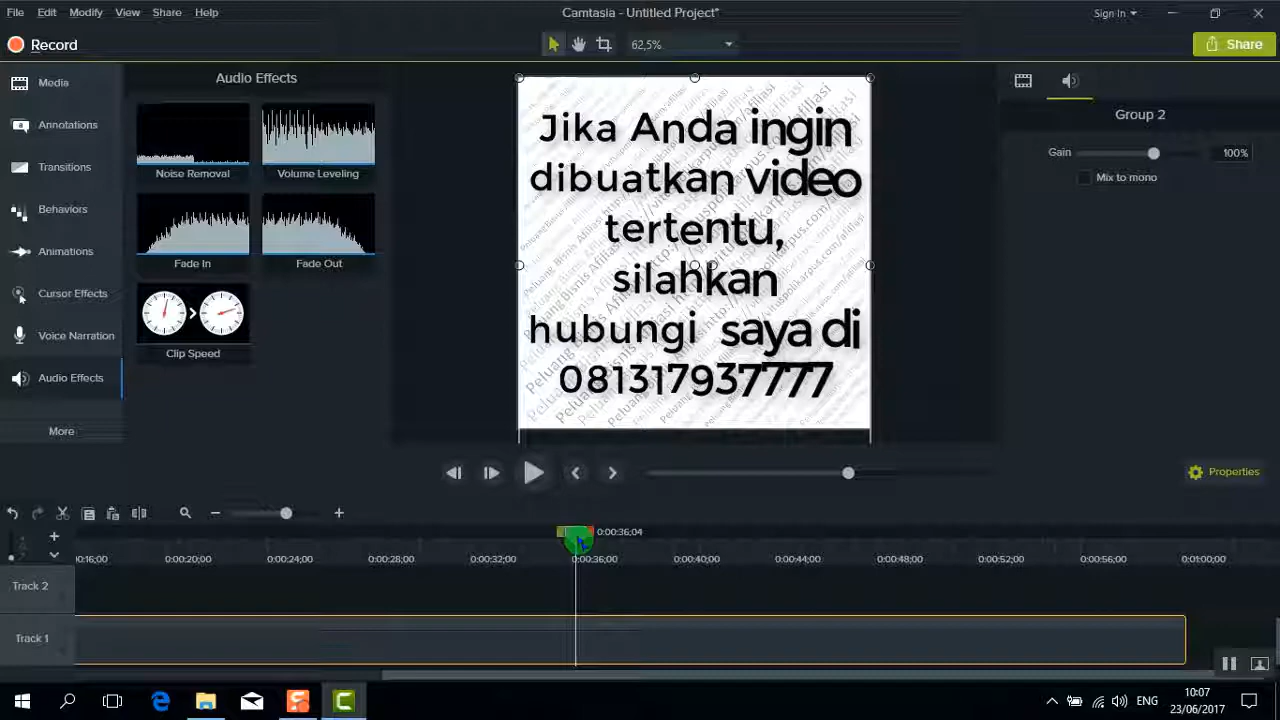 File Edit Modify View Share Help
Camtasia - Untitled Project*
Sign In
Record
62,5%
Share
Media
Annotations
Transitions
Behaviors
Animations
Cursor Effects
Voice Narration
Audio Effects
More
Audio Effects
Noise Removal
Volume Leveling
Fade In
Fade Out
Clip Speed
Jika Anda ingin
dibuatkan video
tertentu,
silahkan
hubungi saya di
081317937777
Group 2
Gain
100%
Mix to mono
Properties
0:00:36;04
0:00:20;00 0:00:24;00 0:00:28;00 0:00:32;00 0:00:36;00 0:00:40;00 0:00:44;00 0:00:48;00 0:00:52;00 0:00:56;00 0:01:00;00
Track 2
Track 1
ENG
10:07
23/06/2017